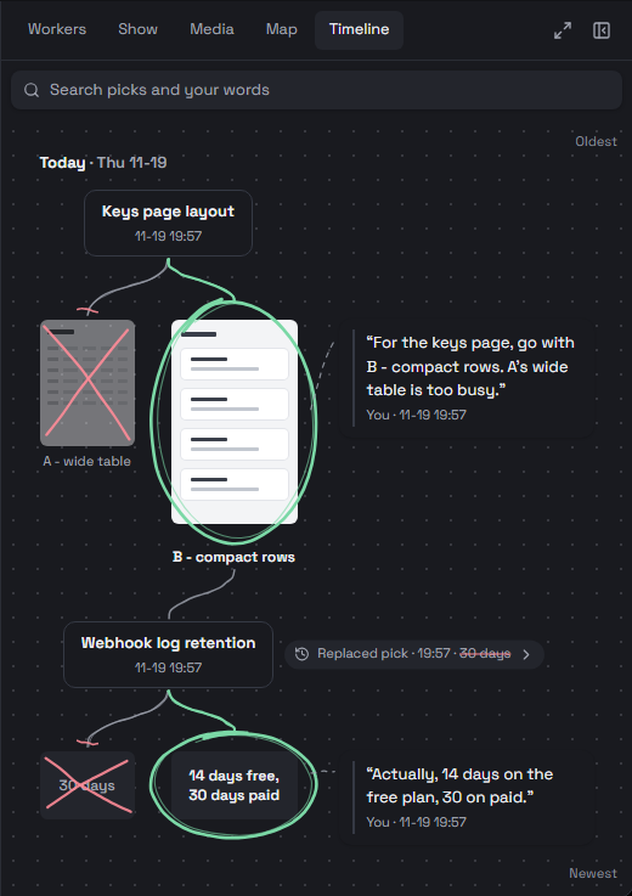 Workers Show Media Map Timeline
Search picks and your words
Oldest
Today · Thu 11-19
Keys page layout
11-19 19:57
“For the keys page, go with
B - compact rows. A’s wide
table is too busy.”
You · 11-19 19:57
A - wide table
B - compact rows
Webhook log retention
11-19 19:57
Replaced pick · 19:57 · 30 days
30 days
14 days free,
30 days paid
“Actually, 14 days on the
free plan, 30 on paid.”
You · 11-19 19:57
Newest